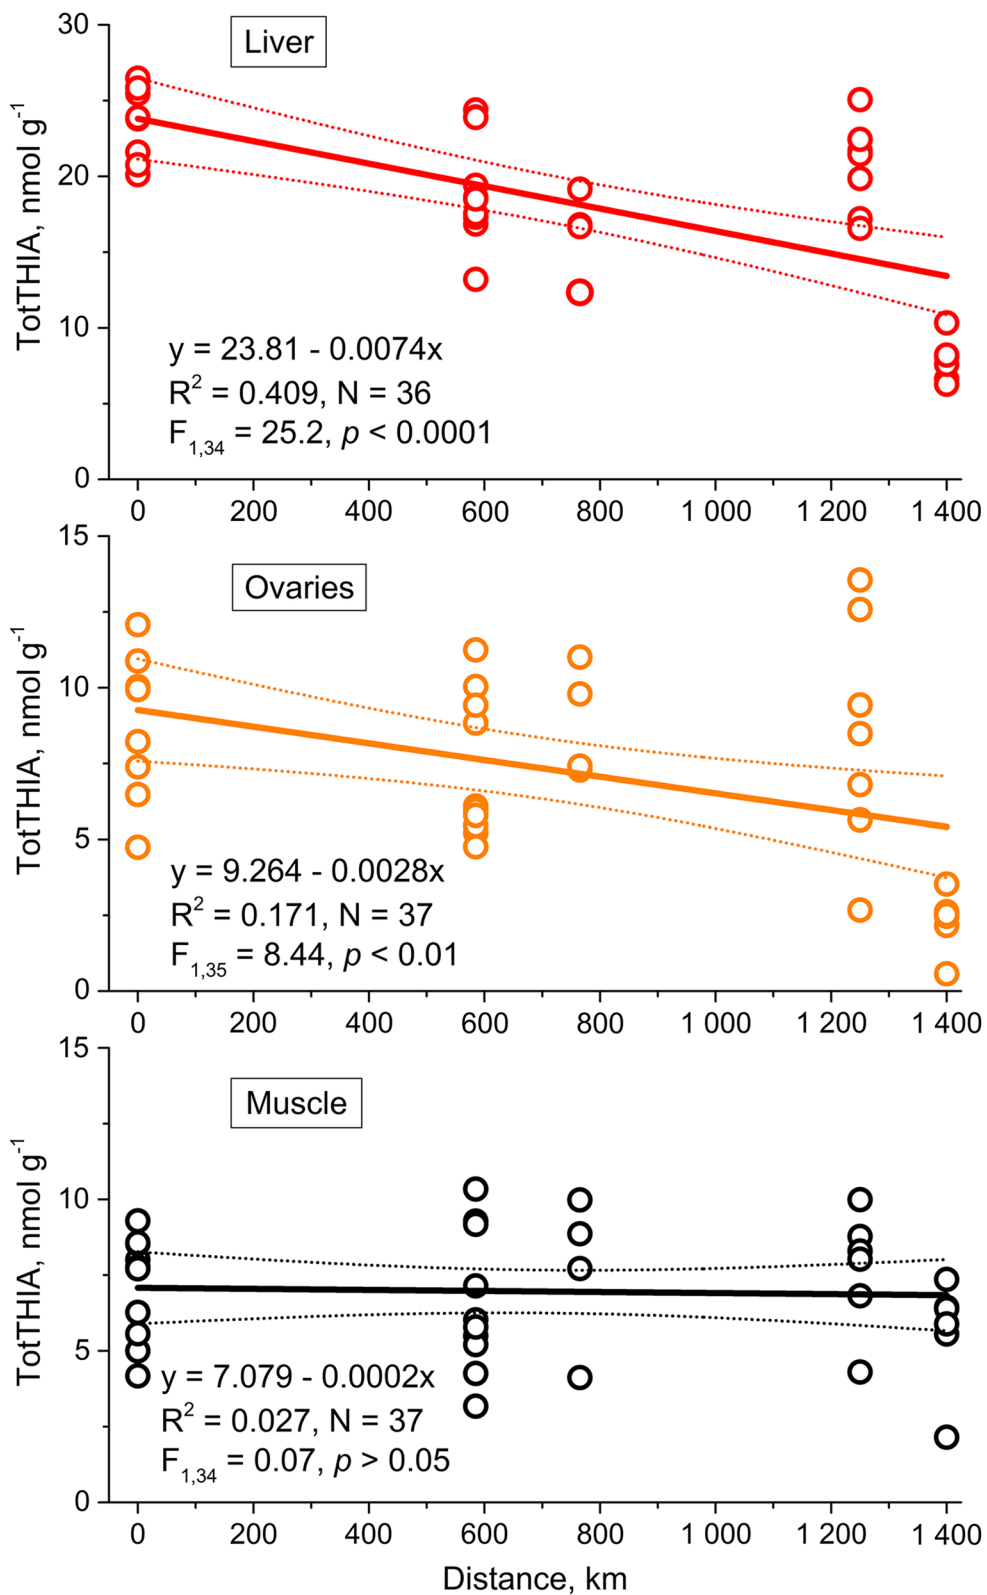 Liver
TotTHIA, nmol g⁻¹
30
20
10
0
y = 23.81 - 0.0074x
R² = 0.409, N = 36
F₁,₃₄ = 25.2, p < 0.0001
0 200 400 600 800 1 000 1 200 1 400
Ovaries
TotTHIA, nmol g⁻¹
15
10
5
0
y = 9.264 - 0.0028x
R² = 0.171, N = 37
F₁,₃₅ = 8.44, p < 0.01
0 200 400 600 800 1 000 1 200 1 400
Muscle
TotTHIA, nmol g⁻¹
15
10
5
0
y = 7.079 - 0.0002x
R² = 0.027, N = 37
F₁,₃₄ = 0.07, p > 0.05
0 200 400 600 800 1 000 1 200 1 400
Distance, km